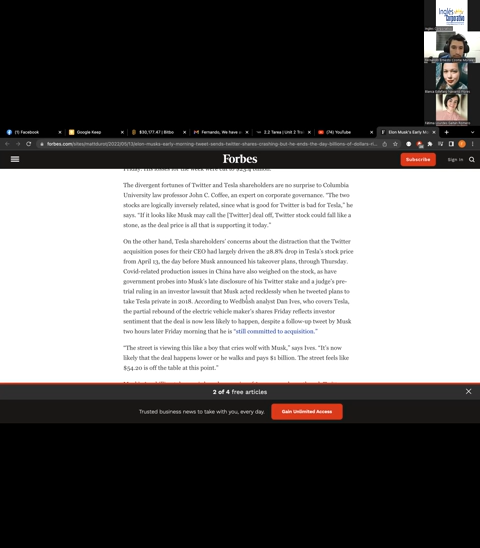 Inglés
Corporativo
(1) Facebook
Google Keep
$30,177.47 | Bitso
Fernando, We have a
2.2 Tarea | Unit 2 Tra
(74) YouTube
Elon Musk's Early M
forbes.com/sites/mattdurot/2022/05/13/elon-musks-early-morning-tweet-sends-twitter-shares-crashing-but-he-ends-the-day-billions-of-dollars-ri...
Forbes
Subscribe
Sign In
The divergent fortunes of Twitter and Tesla shareholders are no surprise to Columbia
University law professor John C. Coffee, an expert on corporate governance. "The two
stocks are logically inversely related, since what is good for Twitter is bad for Tesla," he
says. "If it looks like Musk may call the [Twitter] deal off, Twitter stock could fall like a
stone, as the deal price is all that is supporting it today."
On the other hand, Tesla shareholders' concerns about the distraction that the Twitter
acquisition poses for their CEO had largely driven the 28.8% drop in Tesla's stock price
from April 13, the day before Musk announced his takeover plans, through Thursday.
Covid-related production issues in China have also weighed on the stock, as have
government probes into Musk's late disclosure of his Twitter stake and a judge's pre-
trial ruling in an investor lawsuit that Musk acted recklessly when he tweeted plans to
take Tesla private in 2018. According to Wedbush analyst Dan Ives, who covers Tesla,
the partial rebound of the electric vehicle maker's shares Friday reflects investor
sentiment that the deal is now less likely to happen, despite a follow-up tweet by Musk
two hours later Friday morning that he is "still committed to acquisition."
"The street is viewing this like a boy that cries wolf with Musk," says Ives. "It's now
likely that the deal happens lower or he walks and pays $1 billion. The street feels like
$54.20 is off the table at this point."
2 of 4 free articles
Trusted business news to take with you, every day.
Gain Unlimited Access